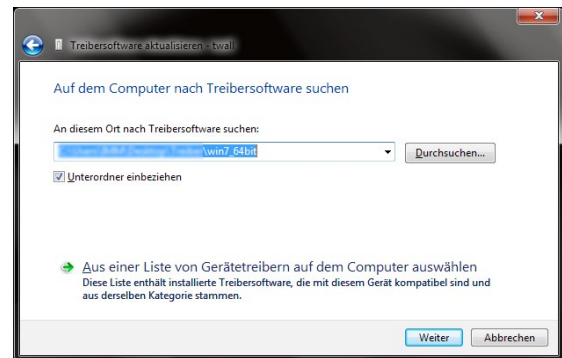 Treibersoftware aktualisieren - twall
Auf dem Computer nach Treibersoftware suchen
An diesem Ort nach Treibersoftware suchen:
\win7_64bit
Durchsuchen...
Unterordner einbeziehen
Aus einer Liste von Gerätetreibern auf dem Computer auswählen
Diese Liste enthält installierte Treibersoftware, die mit diesem Gerät kompatibel sind und
aus derselben Kategorie stammen.
Weiter
Abbrechen